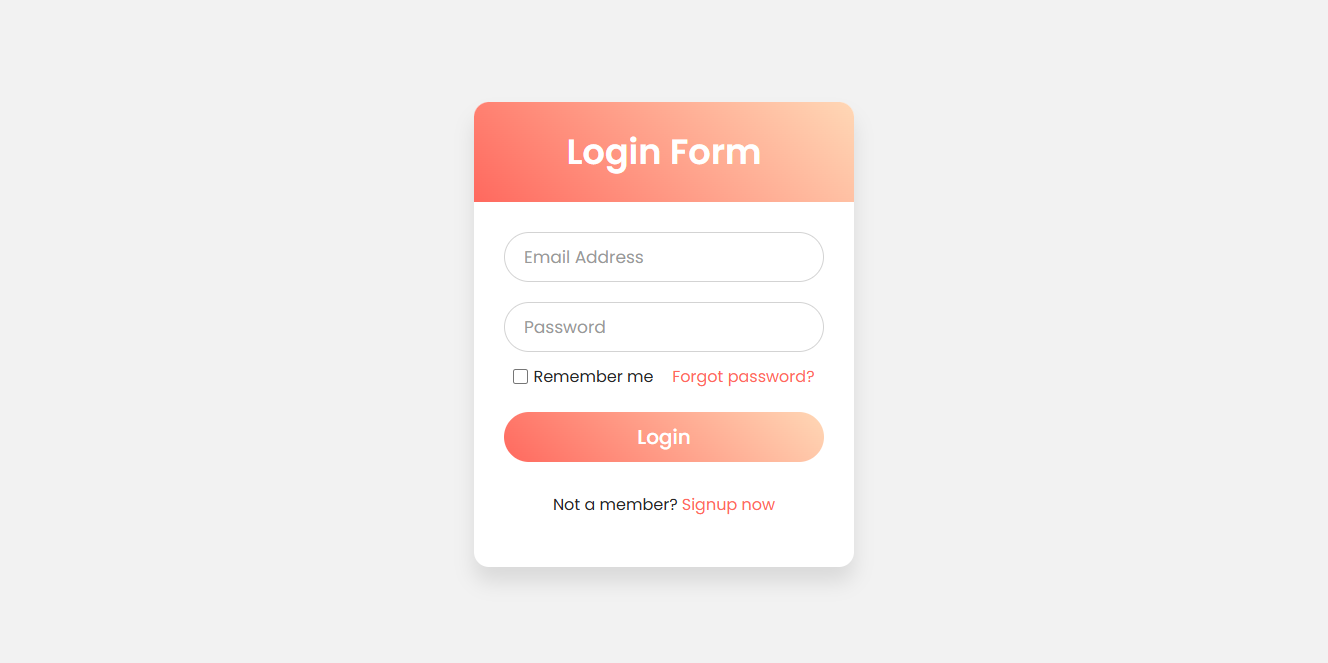 Login Form
Email Address
Password
Remember me Forgot password?
Login
Not a member? Signup now